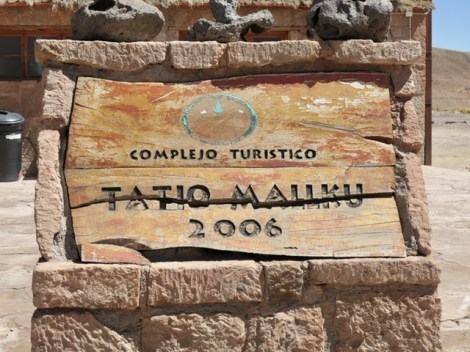 COMPLEJO TURISTICO
TATIO MALLKU
2006